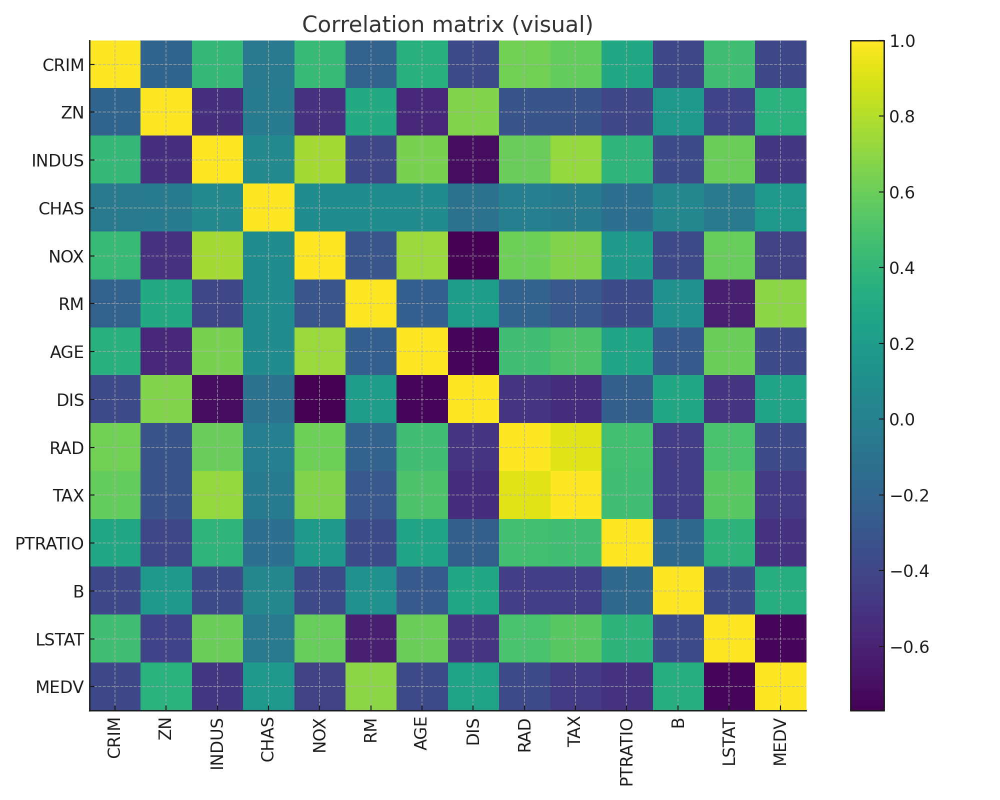 Correlation matrix (visual)
CRIM
ZN
INDUS
CHAS
NOX
RM
AGE
DIS
RAD
TAX
PTRATIO
B
LSTAT
MEDV
CRIM
ZN
INDUS
CHAS
NOX
RM
AGE
DIS
RAD
TAX
PTRATIO
B
LSTAT
MEDV
1.0
0.8
0.6
0.4
0.2
0.0
−0.2
−0.4
−0.6